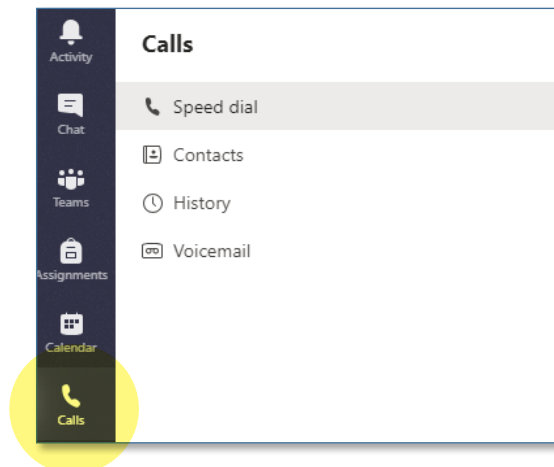 Activity
Chat
Teams
Assignments
Calendar
Calls
Calls
Speed dial
Contacts
History
Voicemail